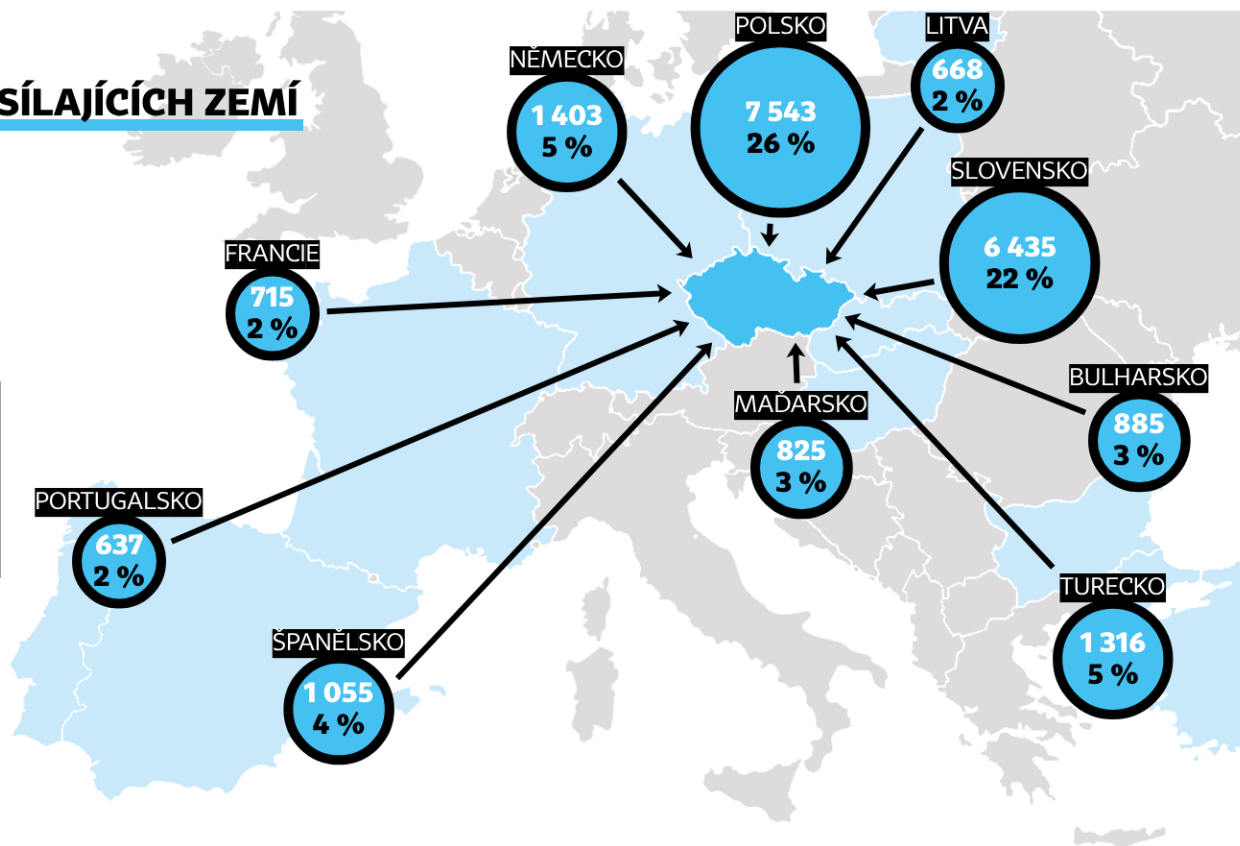 SÍLAJÍCÍCH ZEMÍ
NĚMECKO
1 403
5 %
POLSKO
7 543
26 %
LITVA
668
2 %
SLOVENSKO
6 435
22 %
FRANCIE
715
2 %
BULHARSKO
885
3 %
MAĎARSKO
825
3 %
PORTUGALSKO
637
2 %
TURECKO
1 316
5 %
ŠPANĚLSKO
1 055
4 %